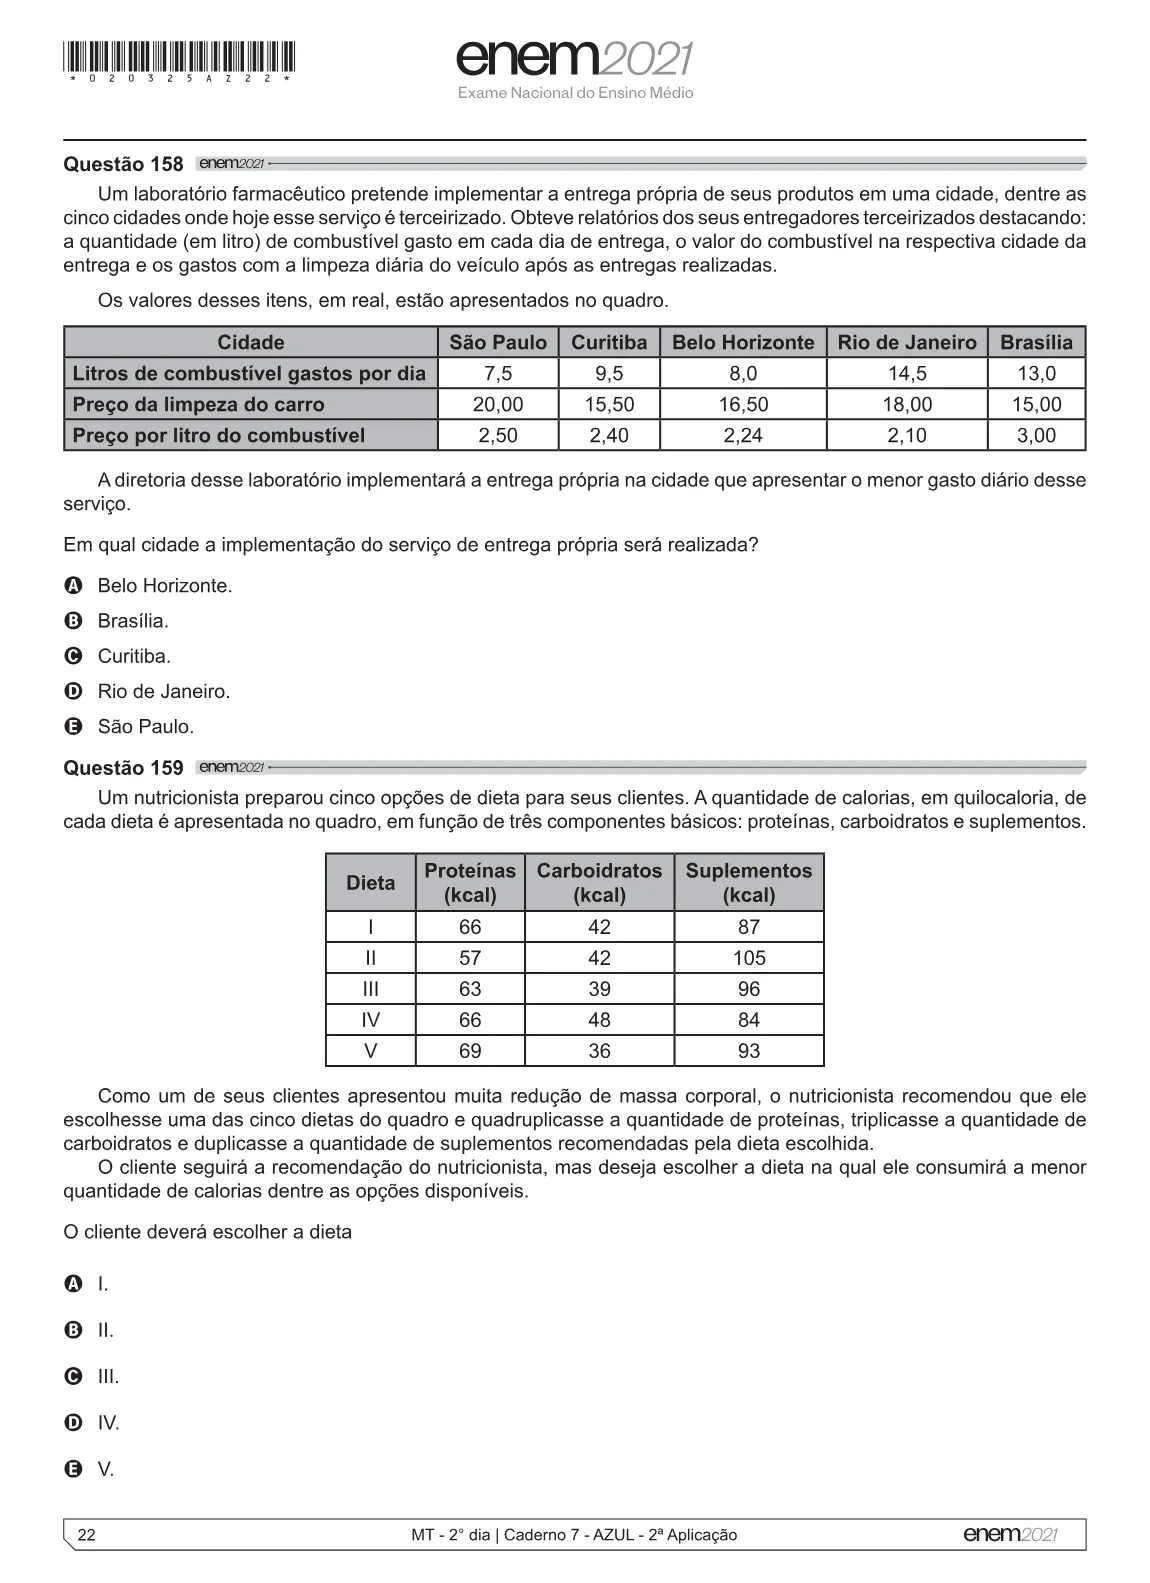 *020325AZ22*
enem2021
Exame Nacional do Ensino Médio
Questão 158 enem2021
Um laboratório farmacêutico pretende implementar a entrega própria de seus produtos em uma cidade, dentre as
cinco cidades onde hoje esse serviço é terceirizado. Obteve relatórios dos seus entregadores terceirizados destacando:
a quantidade (em litro) de combustível gasto em cada dia de entrega, o valor do combustível na respectiva cidade da
entrega e os gastos com a limpeza diária do veículo após as entregas realizadas.
Os valores desses itens, em real, estão apresentados no quadro.
Cidade São Paulo Curitiba Belo Horizonte Rio de Janeiro Brasília
Litros de combustível gastos por dia 7,5 9,5 8,0 14,5 13,0
Preço da limpeza do carro 20,00 15,50 16,50 18,00 15,00
Preço por litro do combustível 2,50 2,40 2,24 2,10 3,00
A diretoria desse laboratório implementará a entrega própria na cidade que apresentar o menor gasto diário desse
serviço.
Em qual cidade a implementação do serviço de entrega própria será realizada?
A Belo Horizonte.
B Brasília.
C Curitiba.
D Rio de Janeiro.
E São Paulo.
Questão 159 enem2021
Um nutricionista preparou cinco opções de dieta para seus clientes. A quantidade de calorias, em quilocaloria, de
cada dieta é apresentada no quadro, em função de três componentes básicos: proteínas, carboidratos e suplementos.
Dieta Proteínas (kcal) Carboidratos (kcal) Suplementos (kcal)
I 66 42 87
II 57 42 105
III 63 39 96
IV 66 48 84
V 69 36 93
Como um de seus clientes apresentou muita redução de massa corporal, o nutricionista recomendou que ele
escolhesse uma das cinco dietas do quadro e quadruplicasse a quantidade de proteínas, triplicasse a quantidade de
carboidratos e duplicasse a quantidade de suplementos recomendadas pela dieta escolhida.
O cliente seguirá a recomendação do nutricionista, mas deseja escolher a dieta na qual ele consumirá a menor
quantidade de calorias dentre as opções disponíveis.
O cliente deverá escolher a dieta
A I.
B II.
C III.
D IV.
E V.
22 MT - 2° dia | Caderno 7 - AZUL - 2ª Aplicação enem2021